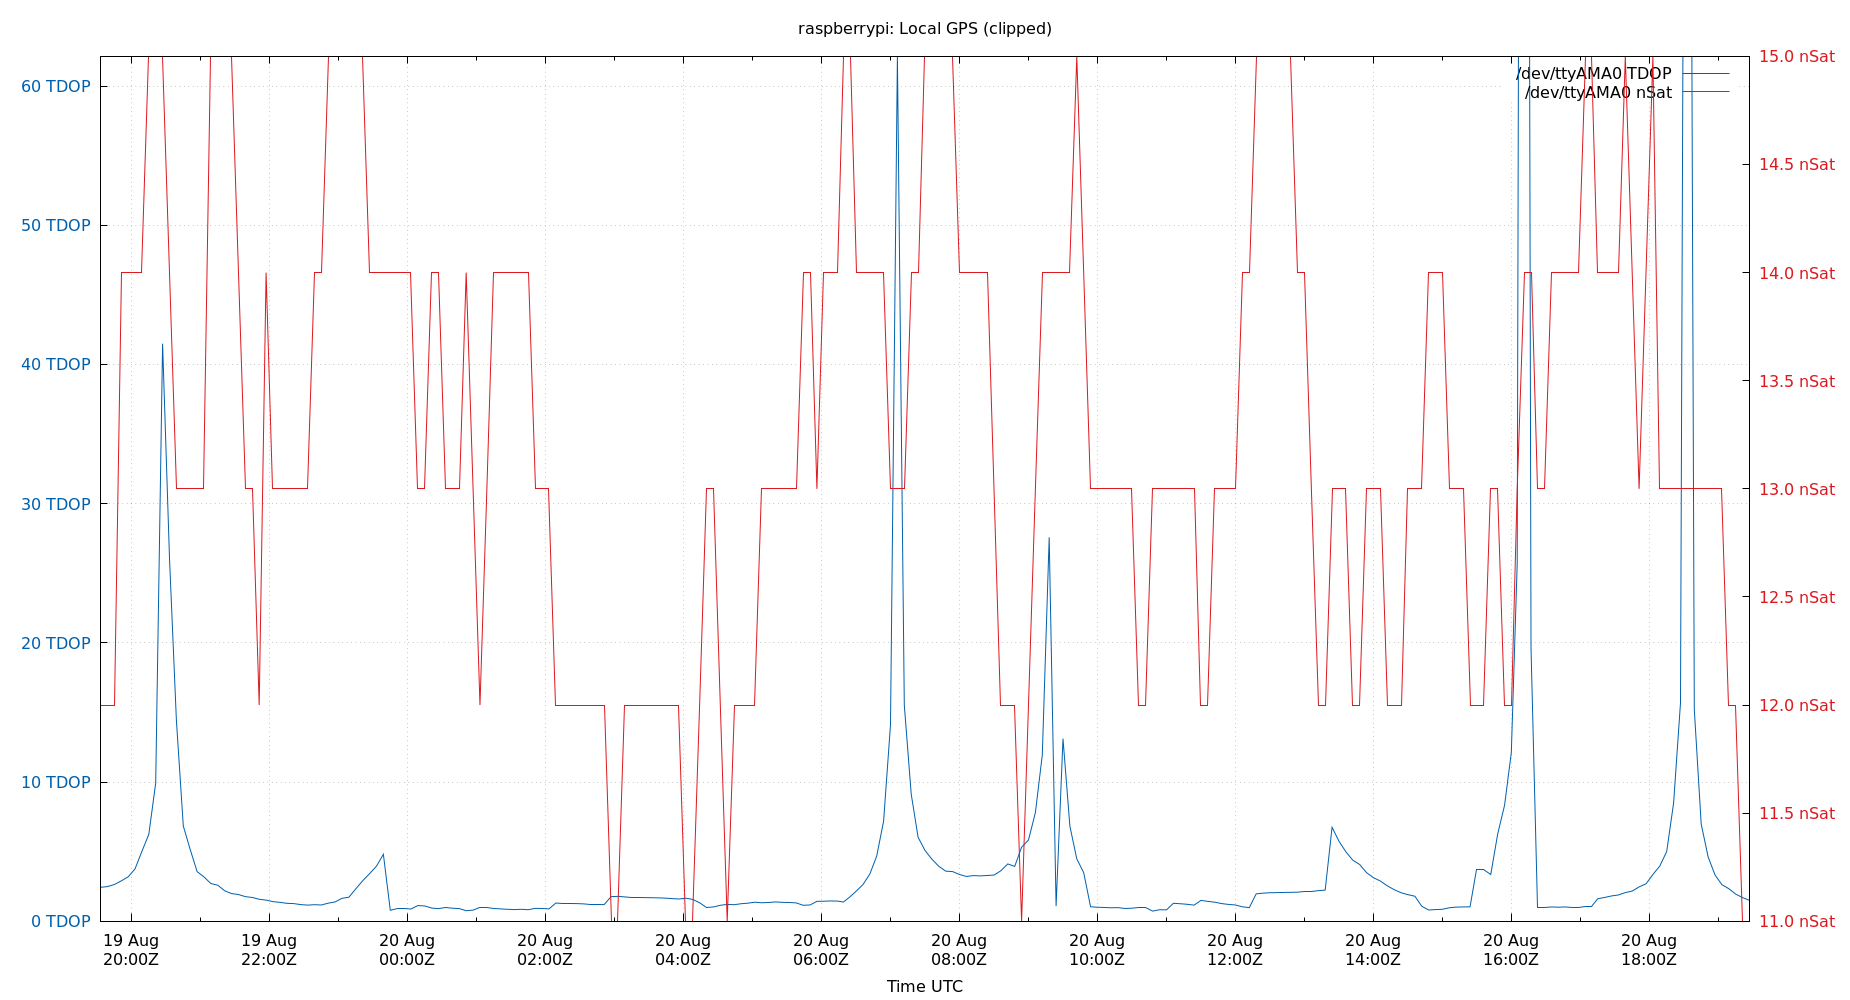 raspberrypi: Local GPS (clipped)
/dev/ttyAMA0 TDOP
/dev/ttyAMA0 nSat
60 TDOP
50 TDOP
40 TDOP
30 TDOP
20 TDOP
10 TDOP
0 TDOP
15.0 nSat
14.5 nSat
14.0 nSat
13.5 nSat
13.0 nSat
12.5 nSat
12.0 nSat
11.5 nSat
11.0 nSat
19 Aug
20:00Z
19 Aug
22:00Z
20 Aug
00:00Z
20 Aug
02:00Z
20 Aug
04:00Z
20 Aug
06:00Z
20 Aug
08:00Z
20 Aug
10:00Z
20 Aug
12:00Z
20 Aug
14:00Z
20 Aug
16:00Z
20 Aug
18:00Z
Time UTC